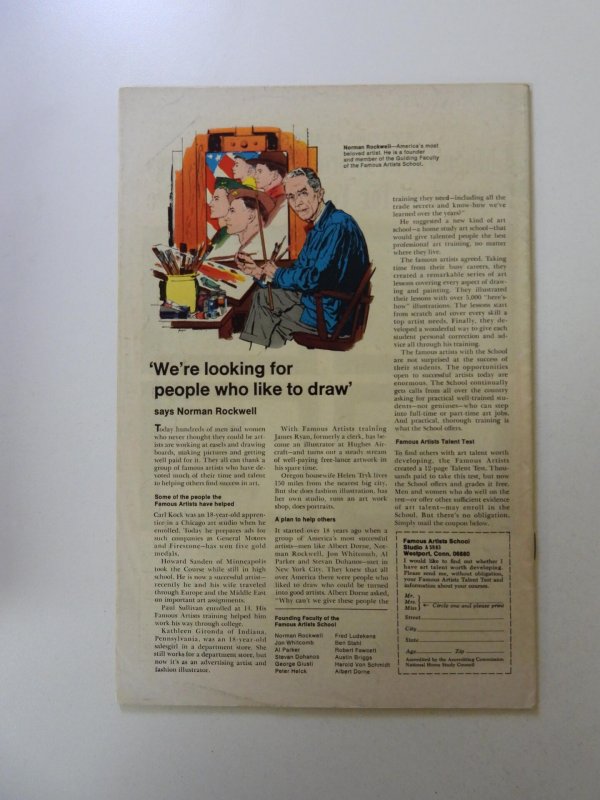 Norman Rockwell—America's most
beloved artist. He is a founder
and member of the Guiding Faculty
of the Famous Artists School.
'We're looking for
people who like to draw'
says Norman Rockwell
Today hundreds of men and women
who never thought they could be art-
ists are working at easels and drawing
boards, making pictures and getting
well paid for it. They all can thank a
group of famous artists who have de-
voted much of their time and talent
to helping others find success in art.
Some of the people the
Famous Artists have helped
Carl Kock was an 18-year-old appren-
tice in a Chicago art studio when he
enrolled. Today he prepares ads for
such companies as General Motors
and Firestone—has won five gold
medals.
Howard Sanden of Minneapolis
took the Course while still in high
school. He is now a successful artist—
recently he and his wife traveled
through Europe and the Middle East
on important art assignments.
Paul Sullivan enrolled at 14. His
Famous Artists training helped him
work his way through college.
Kathleen Gironda of Indiana,
Pennsylvania, was an 18-year-old
salesgirl in a department store. She
still works for a department store, but
now it's as an advertising artist and
fashion illustrator.
With Famous Artists training
James Ryan, formerly a clerk, has be-
come an illustrator at Hughes Air-
craft—and turns out a steady stream
of well-paying free-lance artwork in
his spare time.
Oregon housewife Helen Tryk lives
150 miles from the nearest big city.
But she does fashion illustration, has
her own studio, runs an art work
shop, does portraits.
A plan to help others
It started over 18 years ago when a
group of America's most successful
artists—men like Albert Dorne, Nor-
man Rockwell, Jon Whitcomb, Al
Parker and Stevan Dohanos—met in
New York City. They knew that all
over America there were people who
liked to draw who could be turned
into good artists. Albert Dorne asked,
"Why can't we give these people the
Founding Faculty of the
Famous Artists School
Norman Rockwell
Jon Whitcomb
Al Parker
Stevan Dohanos
George Giusti
Peter Helck
Fred Ludekens
Ben Stahl
Robert Fawcett
Austin Briggs
Harold Von Schmidt
Albert Dorne
training they need—including all the
trade secrets and know-how we've
learned over the years?"
He suggested a new kind of art
school—a home study art school—that
would give talented people the best
professional art training, no matter
where they live.
The famous artists agreed. Taking
time from their busy careers, they
created a remarkable series of art
lessons covering every aspect of draw-
ing and painting. They illustrated
their lessons with over 5,000 "here's-
how" illustrations. The lessons start
from scratch and cover every skill a
top artist needs. Finally, they de-
veloped a wonderful way to give each
student personal correction and ad-
vice all through his training.
The famous artists with the School
are not surprised at the success of
their students. The opportunities
open to successful artists today are
enormous. The School continually
gets calls from all over the country
asking for practical well-trained stu-
dents—not geniuses—who can step
into full-time or part-time art jobs.
And practical, thorough training is
what the School offers.
Famous Artists Talent Test
To find others with art talent worth
developing, the Famous Artists
created a 12-page Talent Test. Thou-
sands paid to take this test, but now
the School offers and grades it free.
Men and women who do well on the
test—or offer other sufficient evidence
of art talent—may enroll in the
School. But there's no obligation.
Simply mail the coupon below.
Famous Artists School
Studio
Westport, Conn. 06880
I would like to find out whether I
have art talent worth developing.
Please send me, without obligation,
your Famous Artists Talent Test and
information about your courses.
Mr.
Mrs.
Miss
← Circle one and please print
Street
City
State
Age Zip
Accredited by the Accrediting Commission,
National Home Study Council